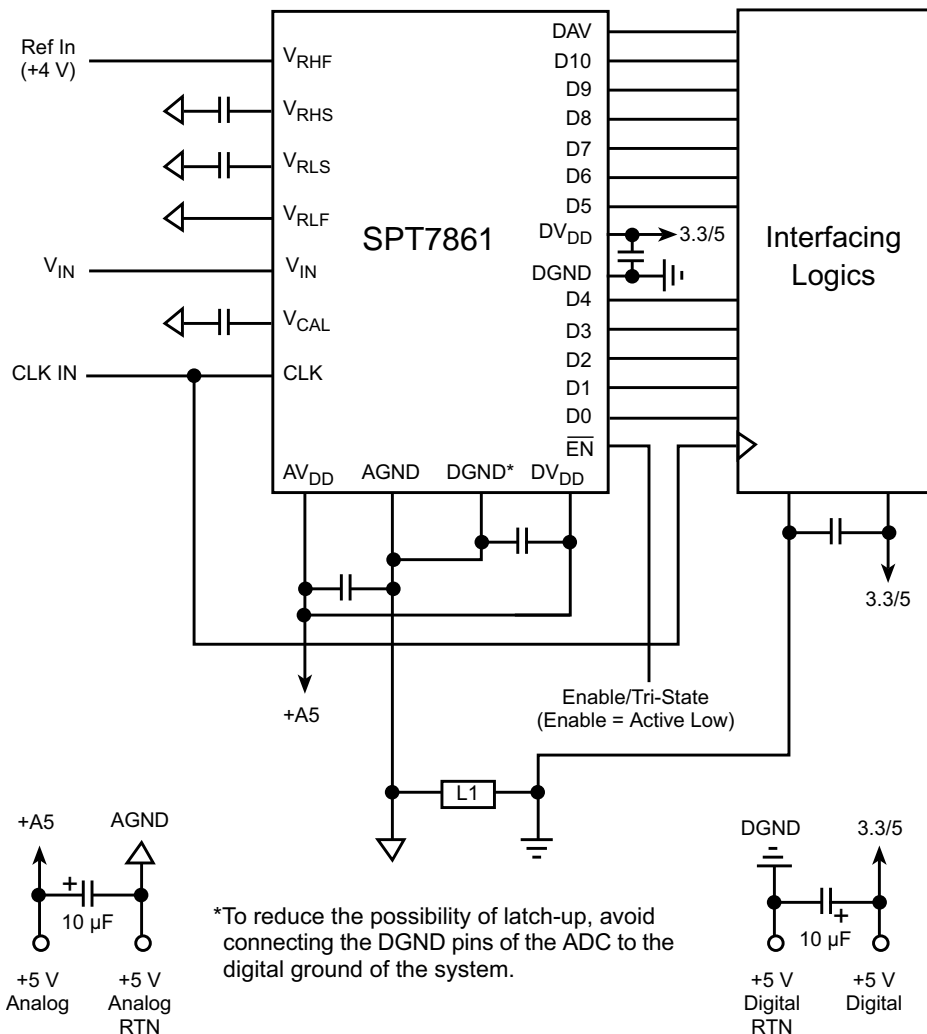 Ref In
(+4 V)
VRHF
VRHS
VRLS
VRLF
VIN
VIN
VCAL
CLK IN
CLK
SPT7861
DAV
D10
D9
D8
D7
D6
D5
DVDD
3.3/5
DGND
D4
D3
D2
D1
D0
EN
Interfacing
Logics
AVDD
AGND
DGND*
DVDD
3.3/5
+A5
Enable/Tri-State
(Enable = Active Low)
L1
+A5
AGND
+
10 µF
+5 V
Analog
+5 V
Analog
RTN
*To reduce the possibility of latch-up, avoid
connecting the DGND pins of the ADC to the
digital ground of the system.
DGND
3.3/5
10 µF
+
+5 V
Digital
RTN
+5 V
Digital